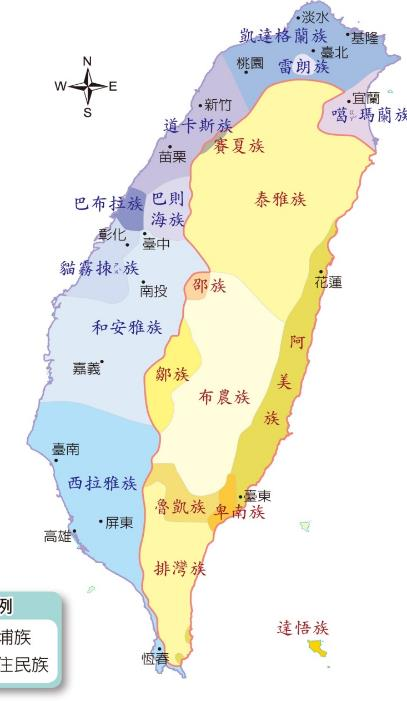 淡水
凱達格蘭族
基隆
臺北
桃園
雷朗族
N
W E
S
新竹
宜蘭
噶瑪蘭族
道卡斯族
賽夏族
苗栗
泰雅族
巴布拉族
巴則
海族
彰化
臺中
貓霧捒族
南投
邵族
花蓮
和安雅族
阿
美
族
嘉義
鄒族
布農族
臺南
西拉雅族
魯凱族
臺東
卑南族
屏東
高雄
排灣族
達悟族
恆春
例
埔族
住民族